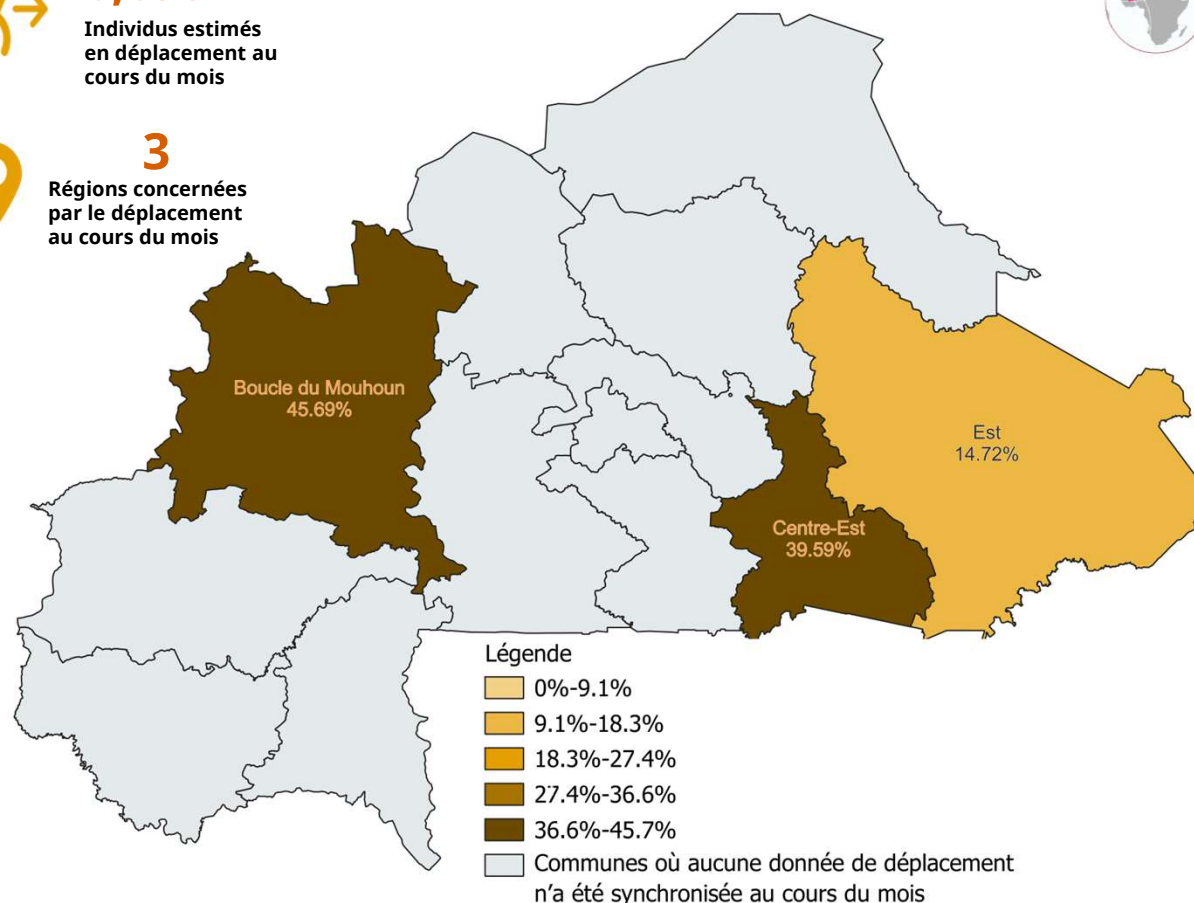 Individus estimés
en déplacement au
cours du mois
3
Régions concernées
par le déplacement
au cours du mois
Boucle du Mouhoun
45.69%
Est
14.72%
Centre-Est
39.59%
Légende
0%-9.1%
9.1%-18.3%
18.3%-27.4%
27.4%-36.6%
36.6%-45.7%
Communes où aucune donnée de déplacement
n'a été synchronisée au cours du mois